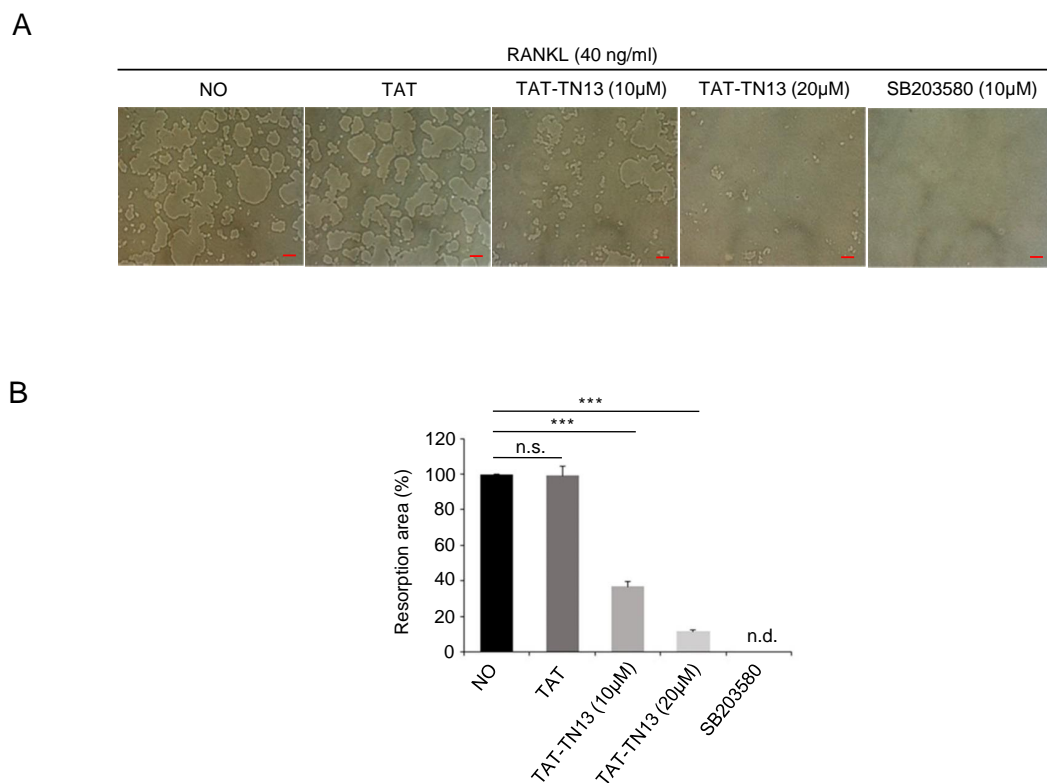 A
RANKL (40 ng/ml)
NO TAT TAT-TN13 (10µM) TAT-TN13 (20µM) SB203580 (10µM)
B
***
***
n.s.
120
100
80
60
40
20
0
Resorption area (%)
n.d.
NO
TAT
TAT-TN13 (10µM)
TAT-TN13 (20µM)
SB203580